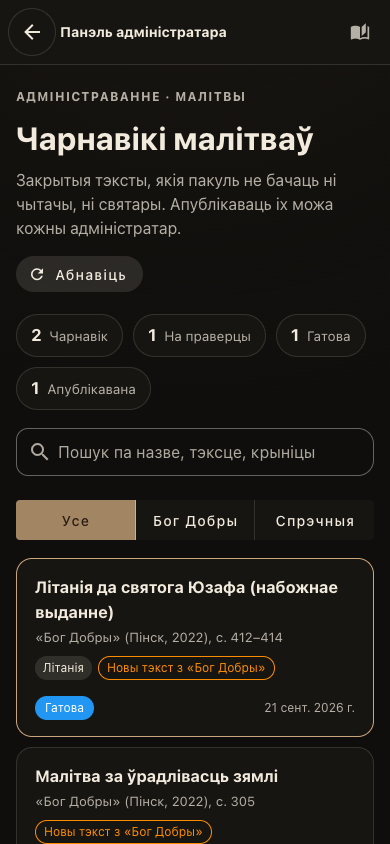 Панэль адміністратара
АДМІНІСТРАВАННЕ · МАЛІТВЫ
Чарнавікі малітваў
Закрытыя тэксты, якія пакуль не бачаць ні
чытачы, ні святары. Апублікаваць іх можа
кожны адміністратар.
Абнавіць
2 Чарнавік
1 На праверцы
1 Гатова
1 Апублікавана
Пошук па назве, тэксце, крыніцы
Усе
Бог Добры
Спрэчныя
Літанія да святога Юзафа (набожнае
выданне)
«Бог Добры» (Пінск, 2022), с. 412–414
Літанія
Новы тэкст з «Бог Добры»
Гатова
21 сент. 2026 г.
Малітва за ўрадлівасць зямлі
«Бог Добры» (Пінск, 2022), с. 305
Новы тэкст з «Бог Добры»